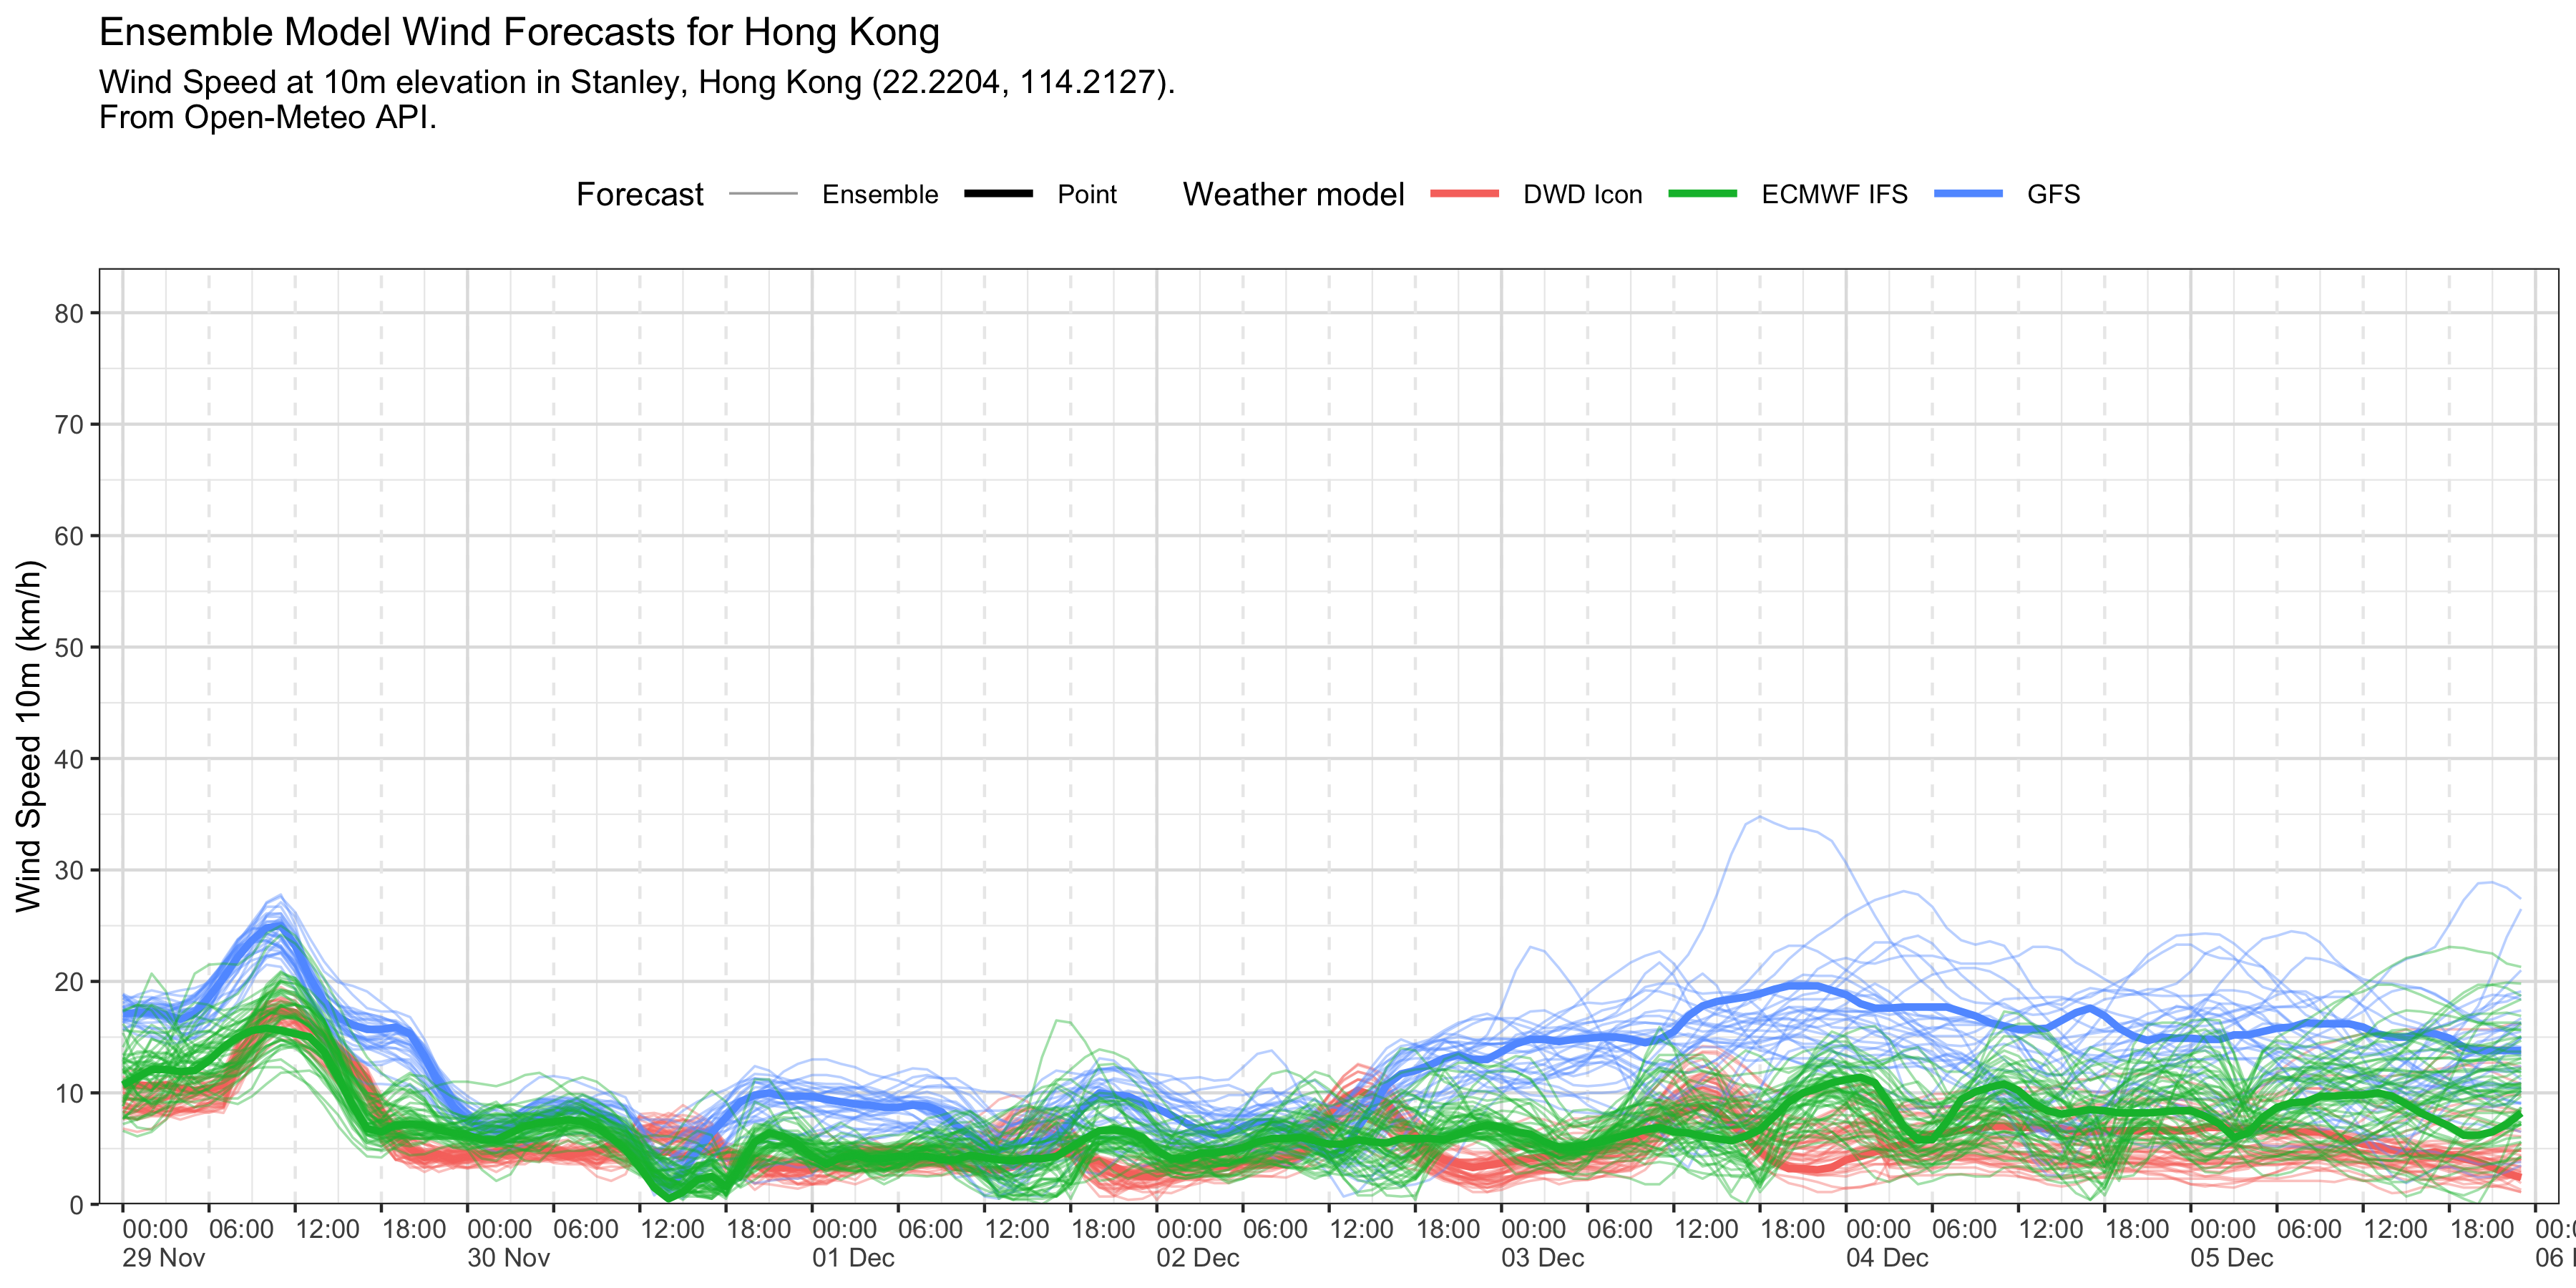 Ensemble Model Wind Forecasts for Hong Kong
Wind Speed at 10m elevation in Stanley, Hong Kong (22.2204, 114.2127).
From Open-Meteo API.
Forecast Ensemble Point Weather model DWD Icon ECMWF IFS GFS
Wind Speed 10m (km/h)
80
70
60
50
40
30
20
10
0
00:00 06:00 12:00 18:00 00:00 06:00 12:00 18:00 00:00 06:00 12:00 18:00 00:00 06:00 12:00 18:00 00:00 06:00 12:00 18:00 00:00 06:00 12:00 18:00 00:00 06:00 12:00 18:00
29 Nov 30 Nov 01 Dec 02 Dec 03 Dec 04 Dec 05 Dec 06